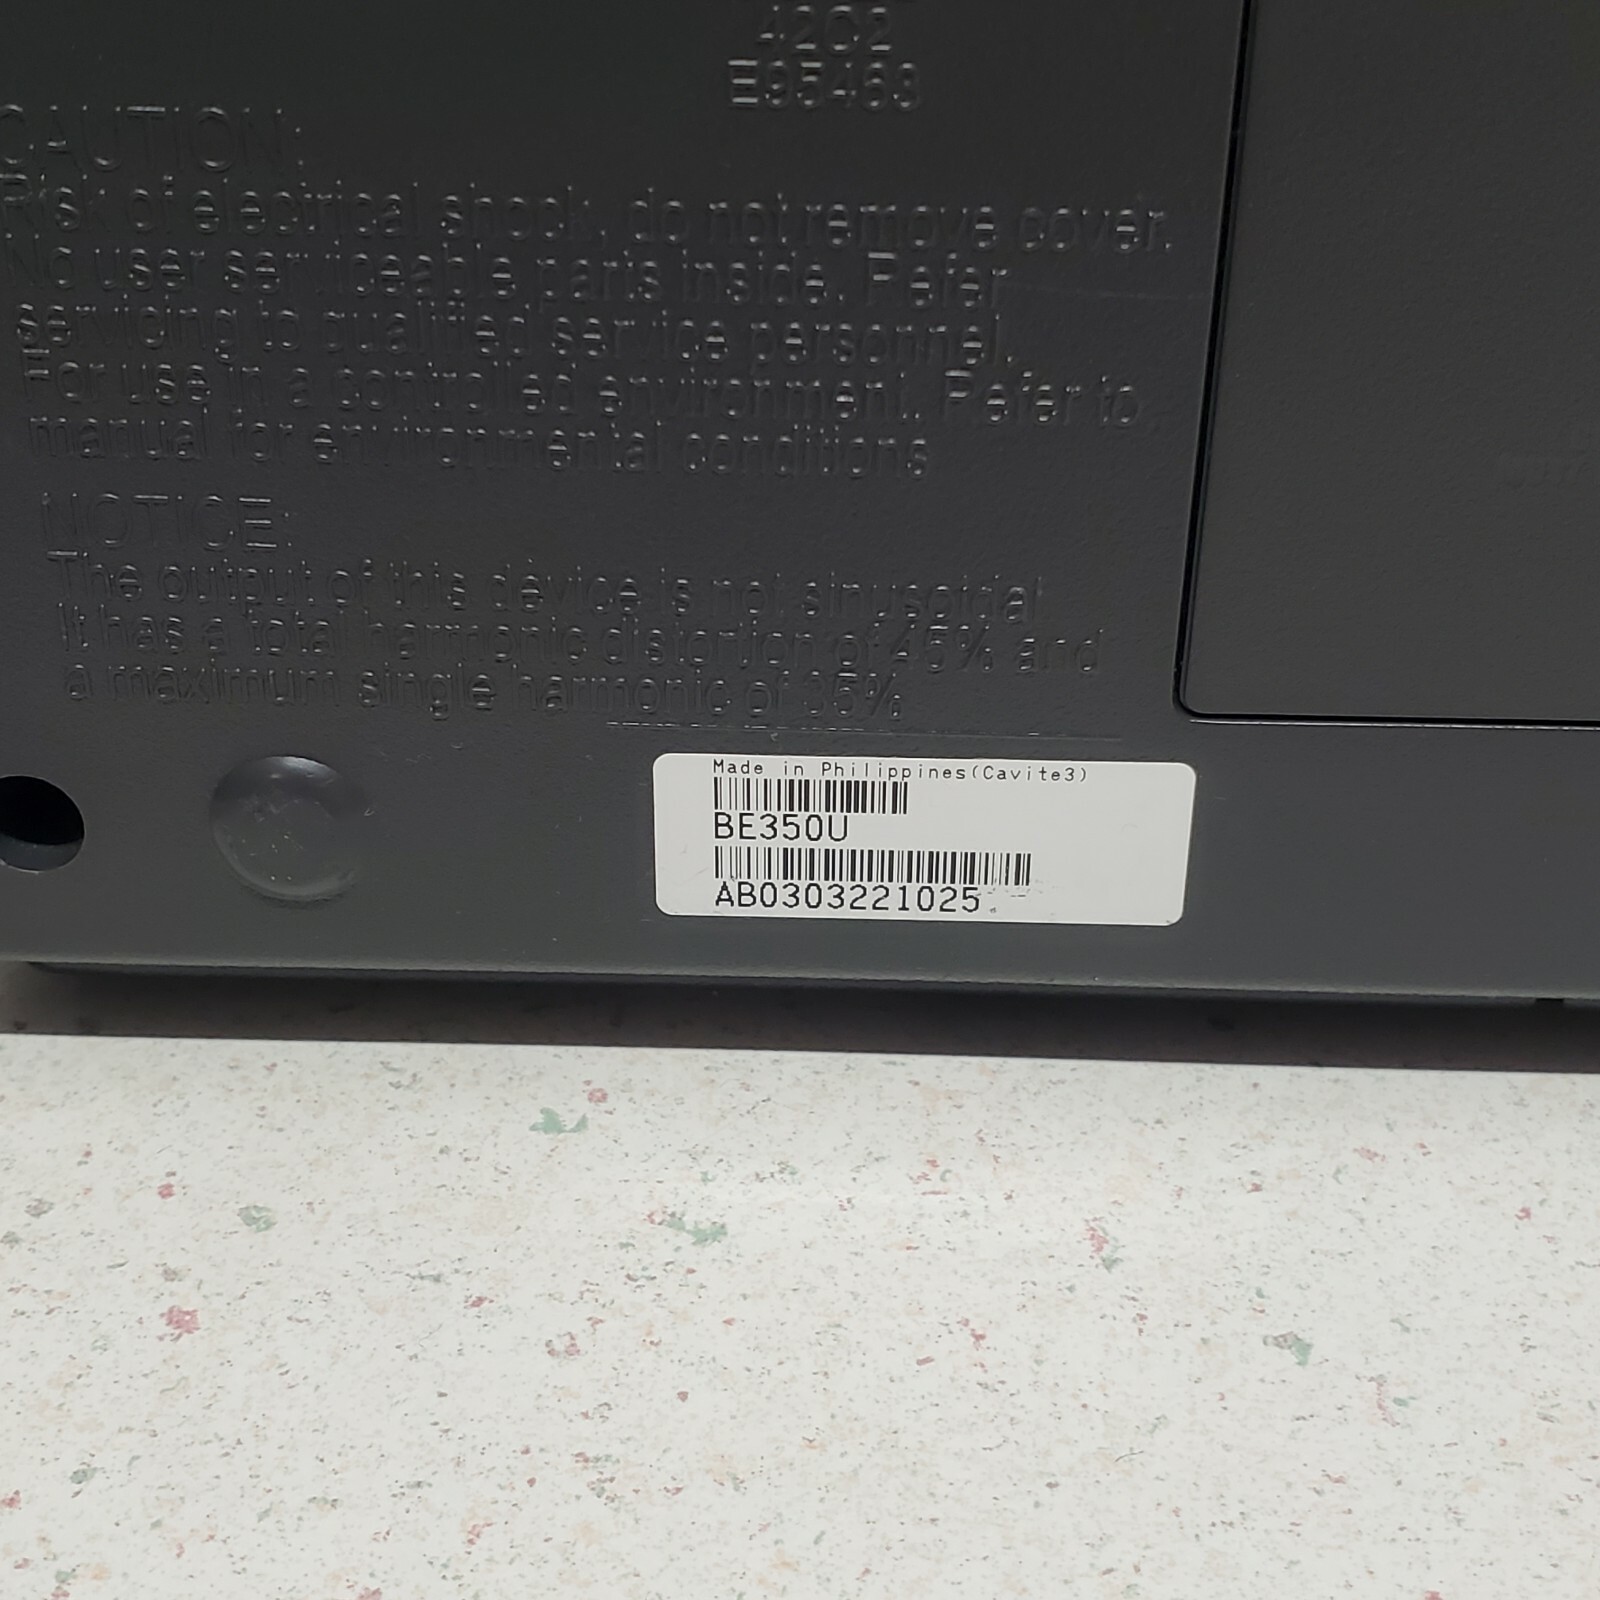 42C2
E95463
CAUTION:
Risk of electrical shock, do not remove cover.
No user serviceable parts inside. Refer
servicing to qualified service personnel.
For use in a controlled environment. Refer to
manual for environmental conditions
NOTICE:
The output of this device is not sinusoidal
It has a total harmonic distortion of 45% and
a maximum single harmonic of 35%
Made in Philippines(Cavite3)
BE350U
AB0303221025